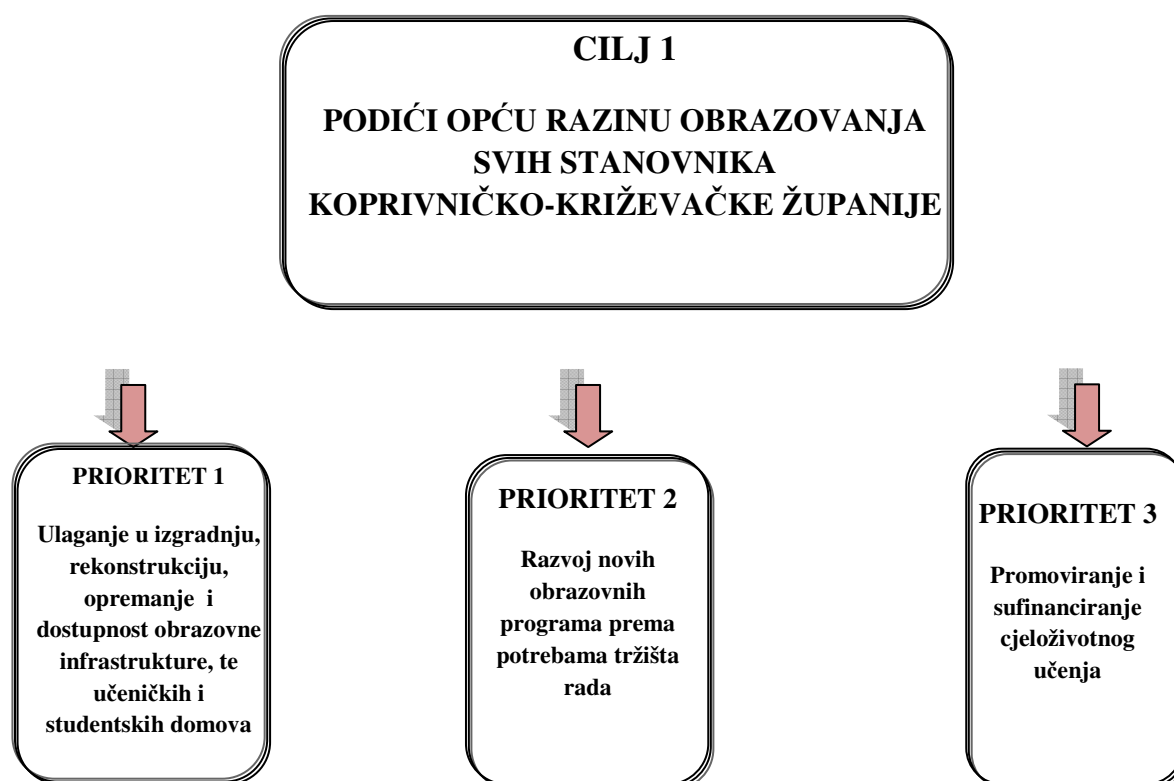 CILJ 1
PODIĆI OPĆU RAZINU OBRAZOVANJA
SVIH STANOVNIKA
KOPRIVNIČKO-KRIŽEVAČKE ŽUPANIJE
PRIORITET 1
Ulaganje u izgradnju,
rekonstrukciju,
opremanje i
dostupnost obrazovne
infrastrukture, te
učeničkih i
studentskih domova
PRIORITET 2
Razvoj novih
obrazovnih
programa prema
potrebama tržišta
rada
PRIORITET 3
Promoviranje i
sufinanciranje
cjeloživotnog
učenja